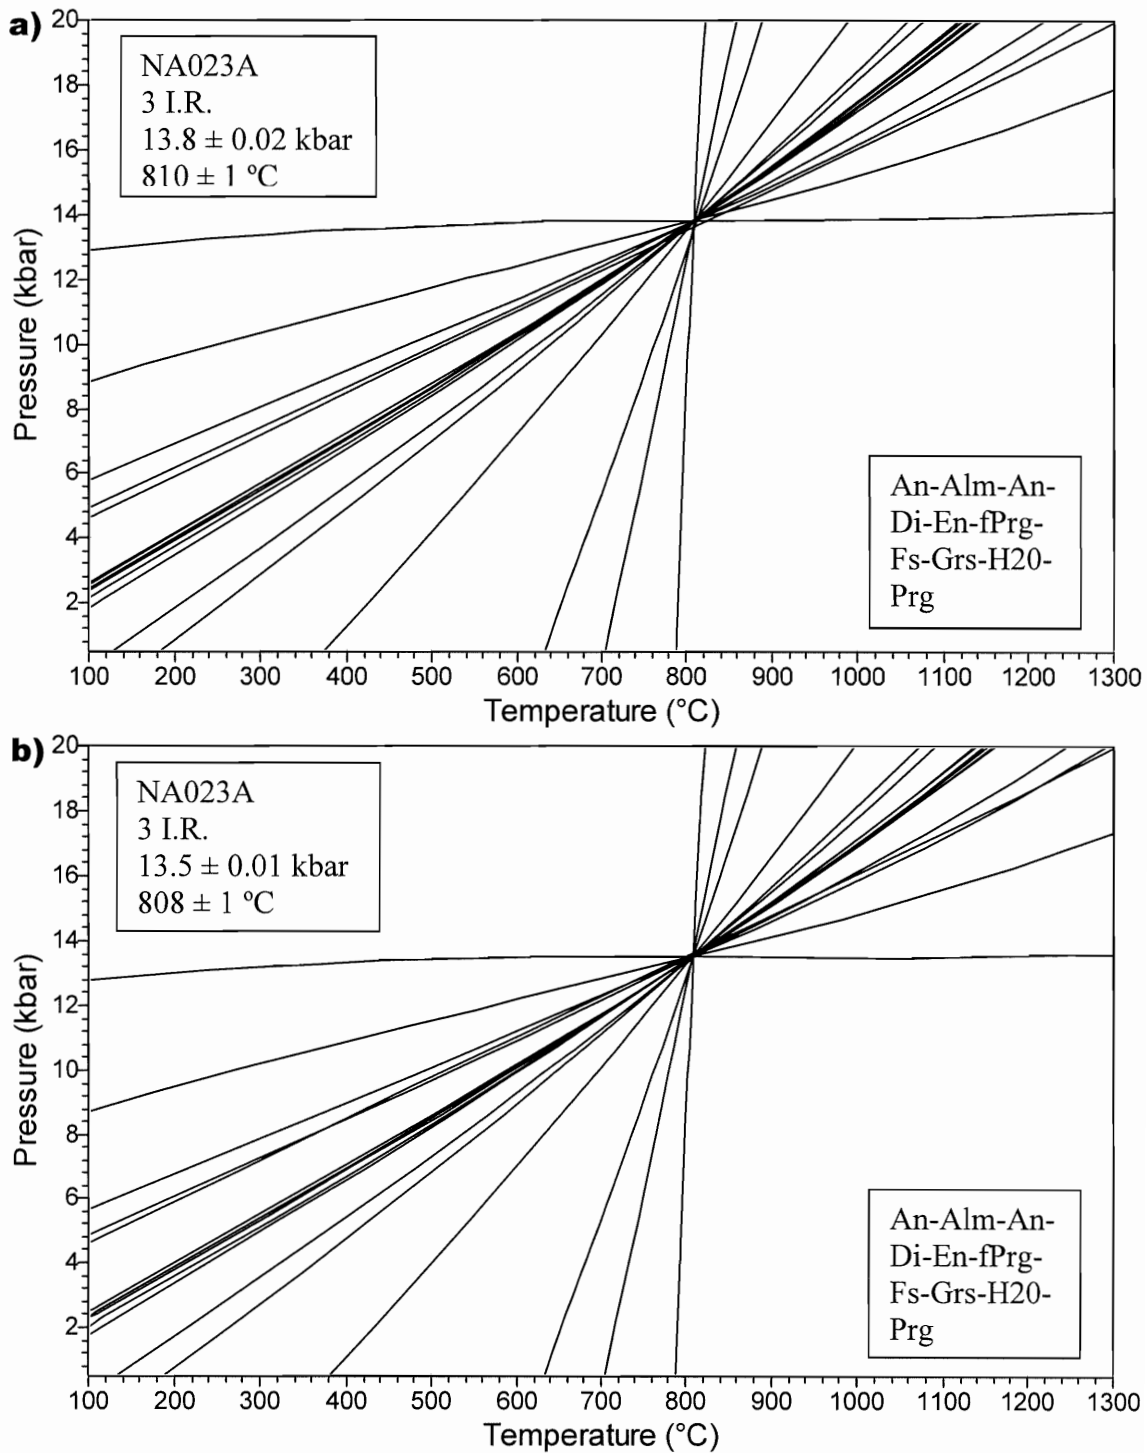 a)
NA023A
3 I.R.
13.8 ± 0.02 kbar
810 ± 1 ºC
An-Alm-An-
Di-En-fPrg-
Fs-Grs-H20-
Prg
Pressure (kbar)
20
18
16
14
12
10
8
6
4
2
100 200 300 400 500 600 700 800 900 1000 1100 1200 1300
Temperature (°C)
b)
NA023A
3 I.R.
13.5 ± 0.01 kbar
808 ± 1 ºC
An-Alm-An-
Di-En-fPrg-
Fs-Grs-H20-
Prg
Pressure (kbar)
20
18
16
14
12
10
8
6
4
2
100 200 300 400 500 600 700 800 900 1000 1100 1200 1300
Temperature (°C)